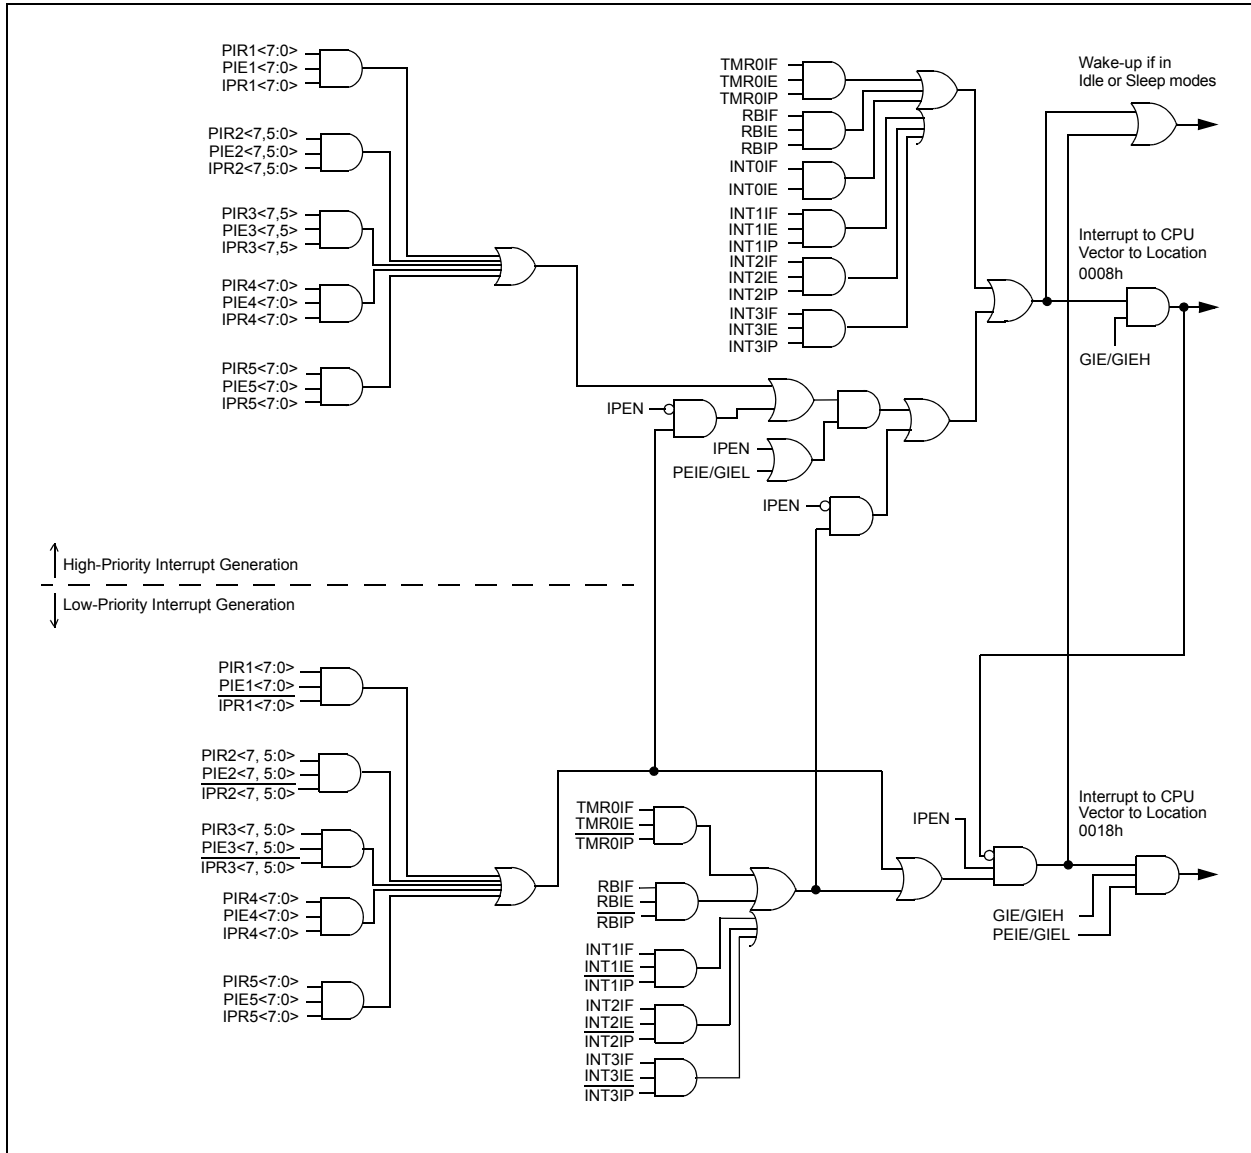 PIR1<7:0>
PIE1<7:0>
IPR1<7:0>
PIR2<7,5:0>
PIE2<7,5:0>
IPR2<7,5:0>
PIR3<7,5>
PIE3<7,5>
IPR3<7,5>
PIR4<7:0>
PIE4<7:0>
IPR4<7:0>
PIR5<7:0>
PIE5<7:0>
IPR5<7:0>
TMR0IF
TMR0IE
TMR0IP
RBIF
RBIE
RBIP
INT0IF
INT0IE
INT1IF
INT1IE
INT1IP
INT2IF
INT2IE
INT2IP
INT3IF
INT3IE
INT3IP
Wake-up if in
Idle or Sleep modes
Interrupt to CPU
Vector to Location
0008h
GIE/GIEH
IPEN
IPEN
PEIE/GIEL
IPEN
High-Priority Interrupt Generation
Low-Priority Interrupt Generation
PIR1<7:0>
PIE1<7:0>
IPR1<7:0>
PIR2<7, 5:0>
PIE2<7, 5:0>
IPR2<7, 5:0>
PIR3<7, 5:0>
PIE3<7, 5:0>
IPR3<7, 5:0>
PIR4<7:0>
PIE4<7:0>
IPR4<7:0>
PIR5<7:0>
PIE5<7:0>
IPR5<7:0>
TMR0IF
TMR0IE
TMR0IP
RBIF
RBIE
RBIP
INT1IF
INT1IE
INT1IP
INT2IF
INT2IE
INT2IP
INT3IF
INT3IE
INT3IP
IPEN
Interrupt to CPU
Vector to Location
0018h
GIE/GIEH
PEIE/GIEL